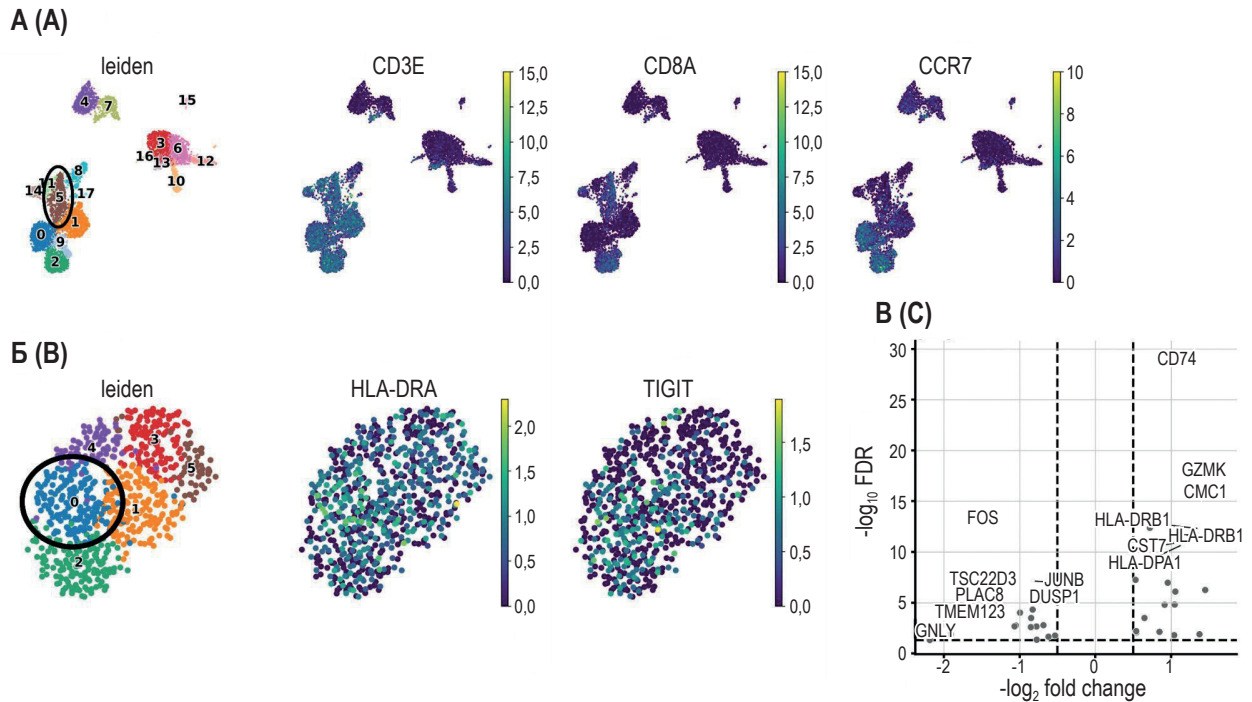 А (A)
leiden
CD3E
CD8A
CCR7
4
7
15
3
6
16
13
12
10
8
11
14
5
17
1
0
9
2
15,0
12,5
10,0
7,5
5,0
2,5
0,0
15,0
12,5
10,0
7,5
5,0
2,5
0,0
10
8
6
4
2
0
Б (B)
leiden
HLA-DRA
TIGIT
4
3
5
0
1
2
2,0
1,5
1,0
0,5
0,0
1,5
1,0
0,5
0,0
В (C)
30
25
20
15
10
5
0
-log10 FDR
CD74
GZMK
CMC1
FOS
HLA-DRB1
HLA-DRB1
CST7
HLA-DPA1
TSC22D3
JUNB
PLAC8
DUSP1
TMEM123
GNLY
-2
-1
0
1
-log2 fold change